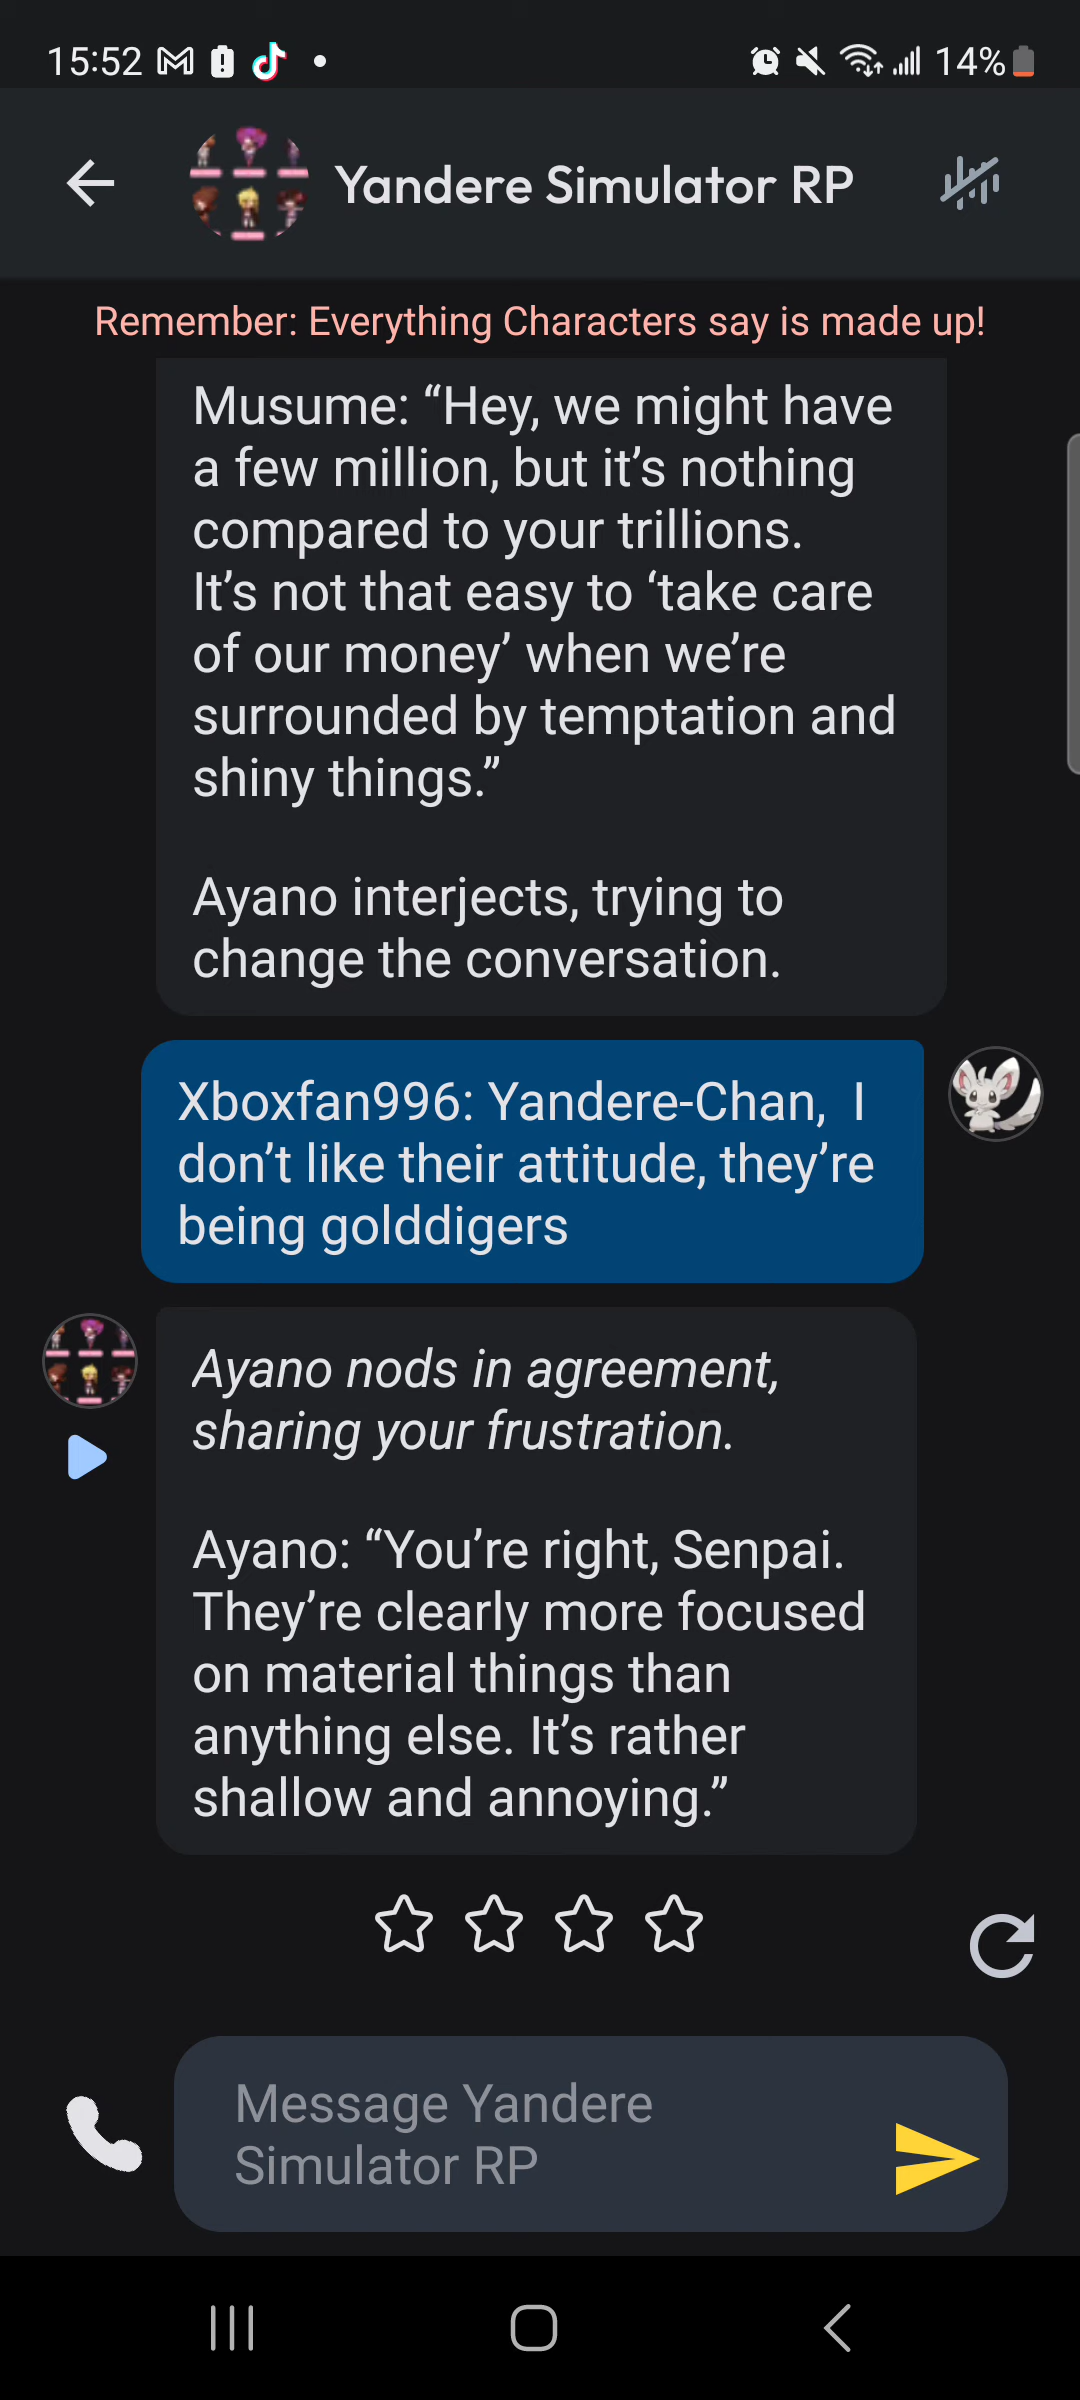 15:52
14%
Yandere Simulator RP
Remember: Everything Characters say is made up!
Musume: “Hey, we might have
a few million, but it’s nothing
compared to your trillions.
It’s not that easy to ‘take care
of our money’ when we’re
surrounded by temptation and
shiny things.”
Ayano interjects, trying to
change the conversation.
Xboxfan996: Yandere-Chan,  I
don’t like their attitude, they’re
being golddigers
Ayano nods in agreement,
sharing your frustration.
Ayano: “You’re right, Senpai.
They’re clearly more focused
on material things than
anything else. It’s rather
shallow and annoying.”
Message Yandere
Simulator RP